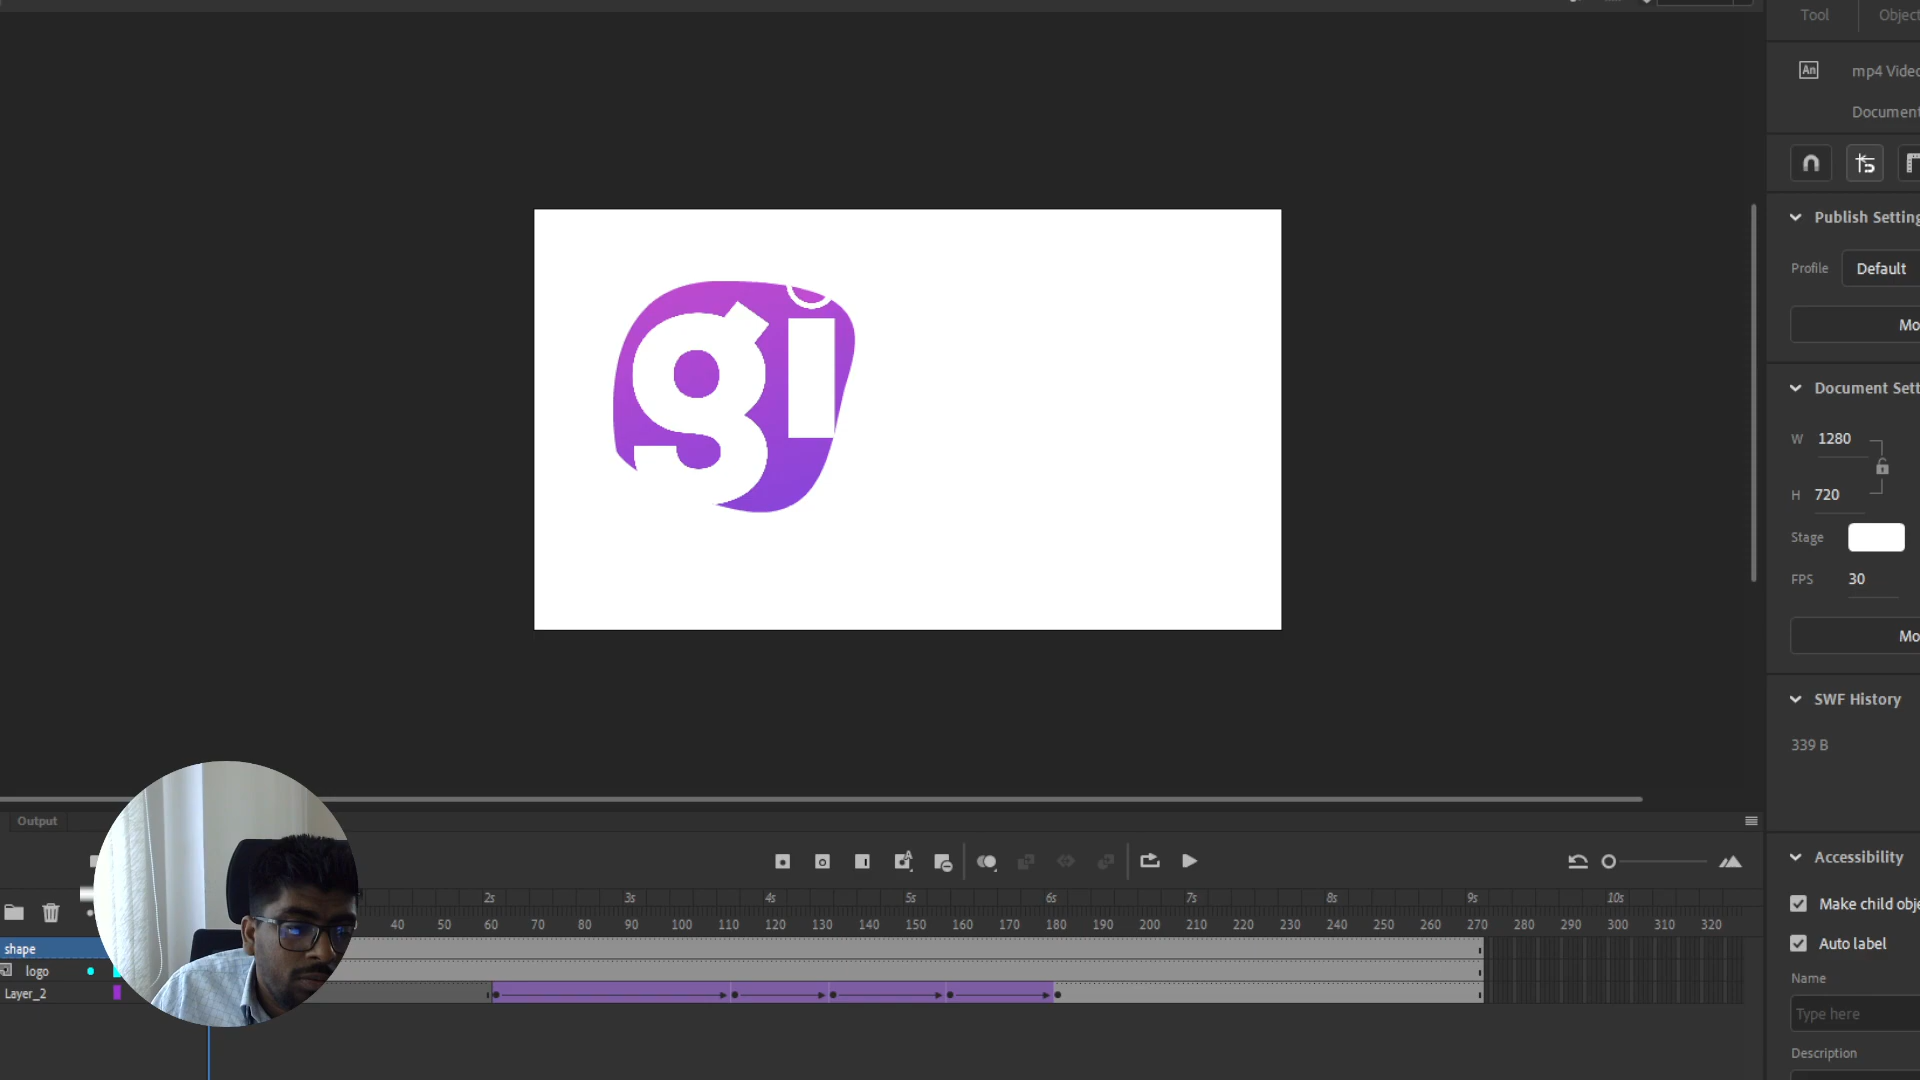 Tool
Object
An
mp4 Video
Document
gi
Publish Setting
Profile
Default
Mo
Document Sett
W 1280
H 720
Stage
FPS 30
Mo
SWF History
339 B
Output
Accessibility
Make child obje
Auto label
Name
Type here
Description
2s 3s 4s 5s 6s 7s 8s 9s 10s
40 50 60 70 80 90 100 110 120 130 140 150 160 170 180 190 200 210 220 230 240 250 260 270 280 290 300 310 320
shape
logo
Layer_2